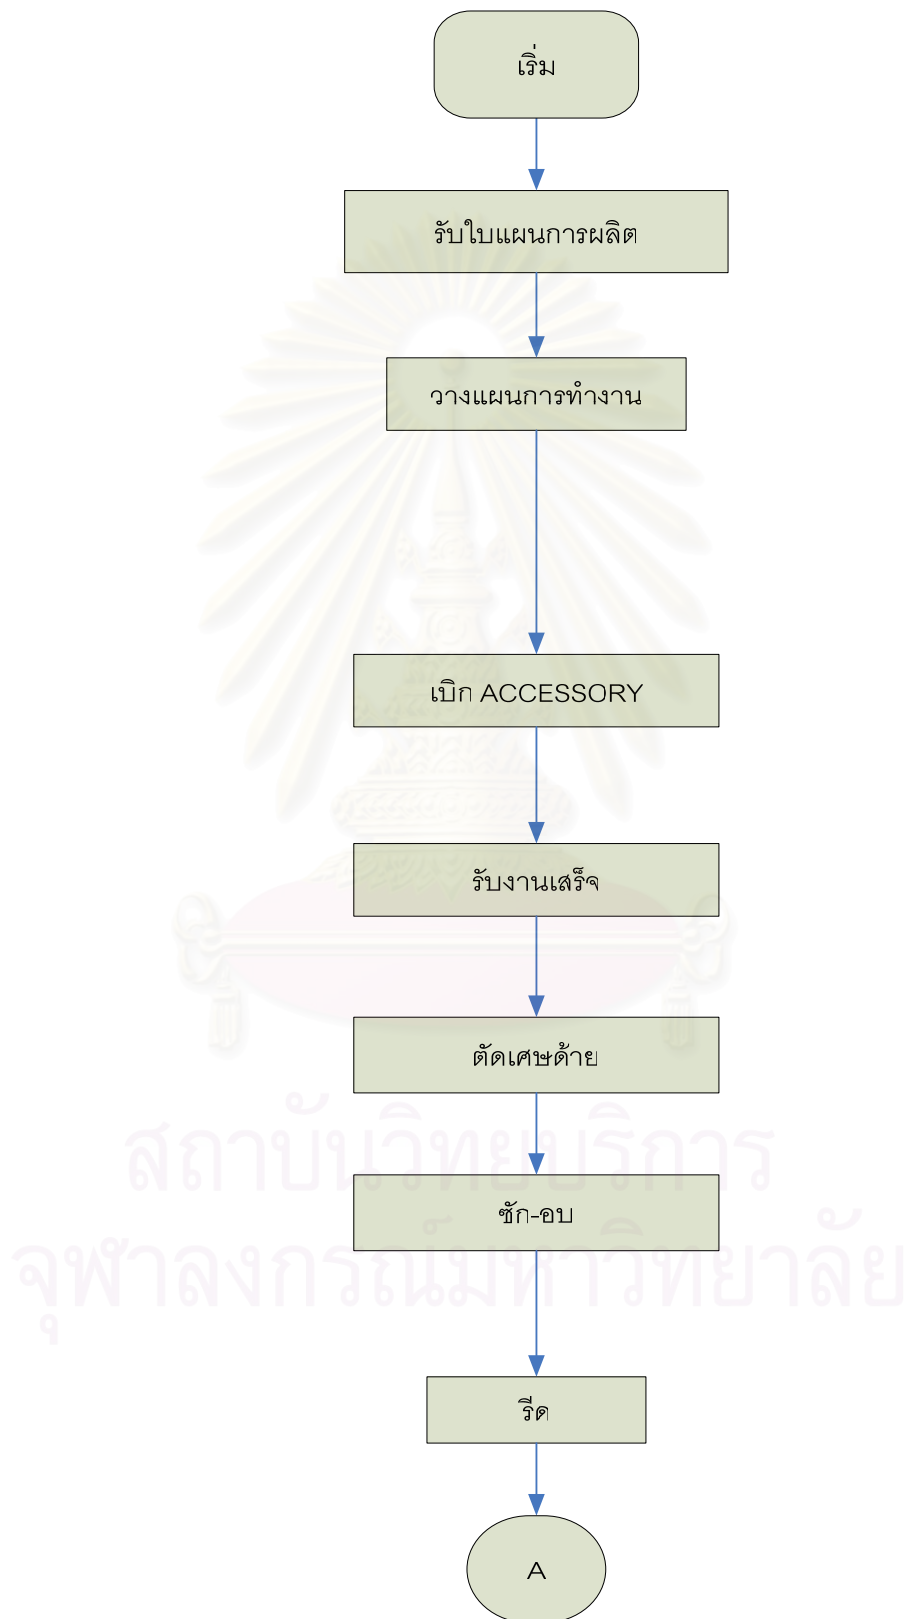 เริ่ม
รับใบแผนการผลิต
วางแผนการทำงาน
เบิก ACCESSORY
รับงานเสร็จ
ตัดเศษด้าย
สถาบันวิทยบริการ
ซัก-อบ
จุฬาลงกรณ์มหาวิทยาลัย
รีด
A